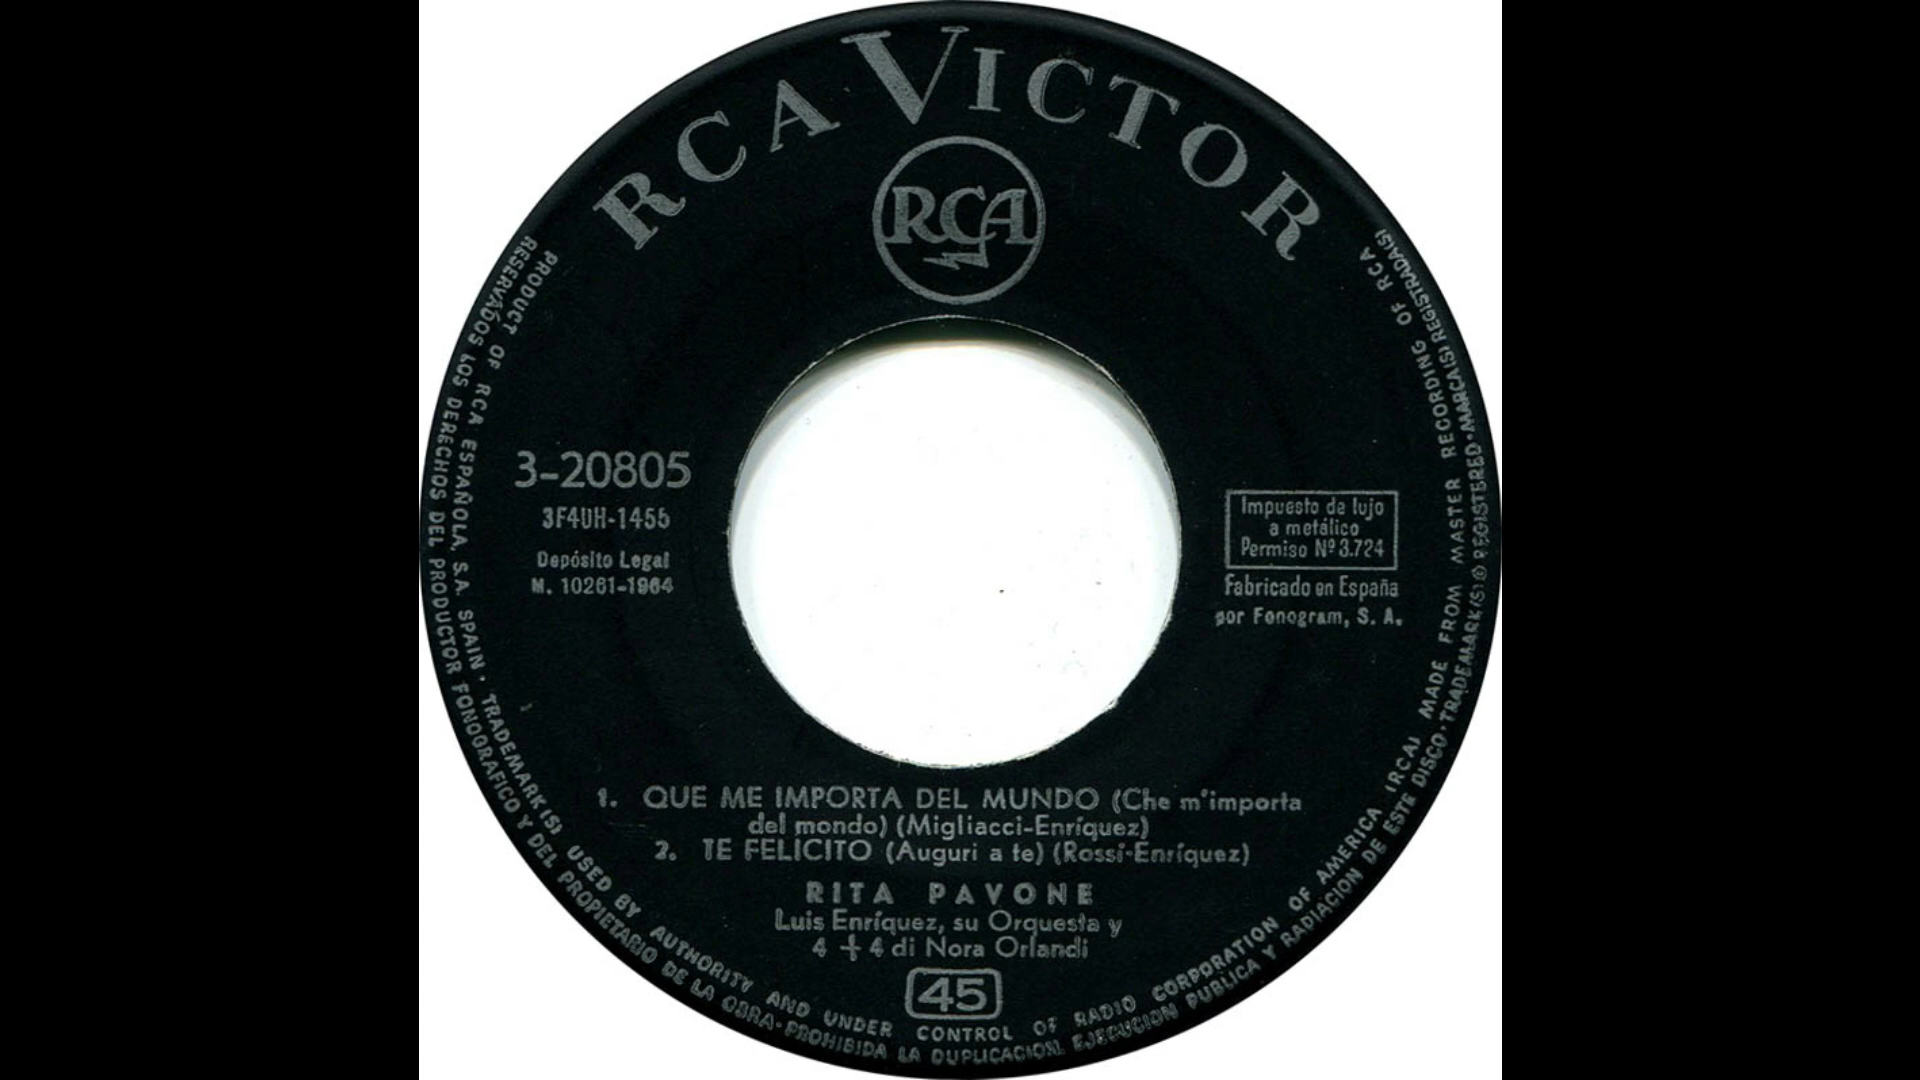 RCA VICTOR
RCA
3-20805
3F4UH-1455
Depósito Legal
M. 10261-1964
Impuesto de lujo
a metálico
Permiso Nº 3.724
Fabricado en España
por Fonogram, S. A.
1. QUE ME IMPORTA DEL MUNDO (Che m'importa
del mondo) (Migliacci-Enríquez)
2. TE FELICITO (Auguri a te) (Rossi-Enríquez)
RITA PAVONE
Luis Enríquez, su Orquesta y
4 + 4 di Nora Orlandi
45
PRODUCT OF RCA ESPAÑOLA, S.A. SPAIN, TRADEMARK(S) USED BY AUTHORITY AND UNDER CONTROL OF RADIO CORPORATION OF AMERICA (RCA) MADE FROM MASTER RECORDING OF RCA
RESERVADOS LOS DERECHOS DEL PRODUCTOR FONOGRAFICO Y DEL PROPIETARIO DE LA OBRA-PROHIBIDA LA DUPLICACION, EJECUCION PUBLICA Y RADIACION DE ESTE DISCO-TRADEMARK(S) ® REGISTERED-MARCA(S) REGISTRADA(S)